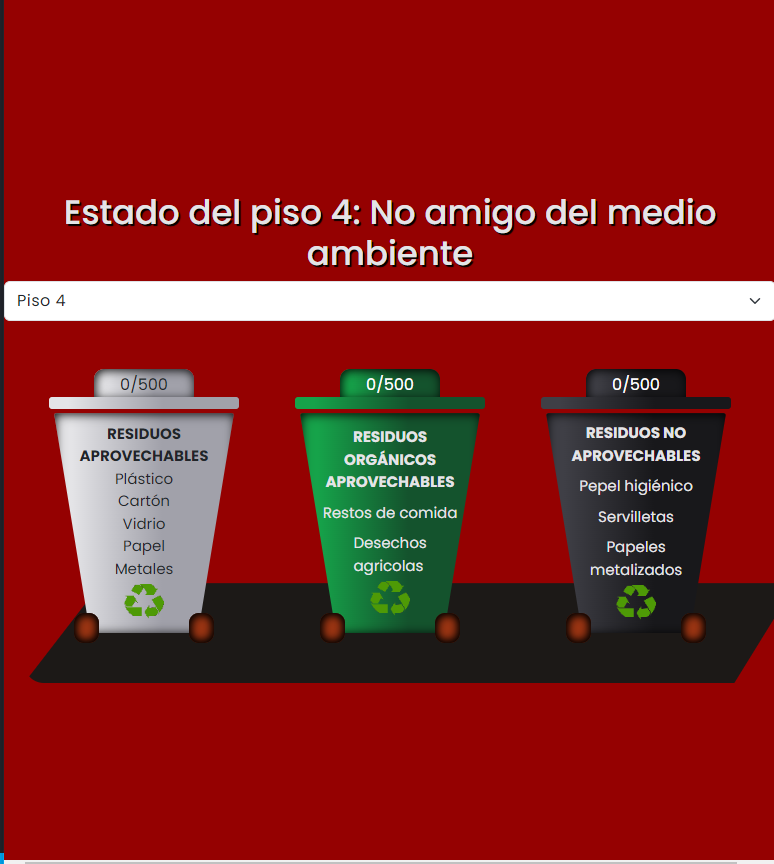 Estado del piso 4: No amigo del medio
ambiente
Piso 4
0/500
RESIDUOS
APROVECHABLES
Plástico
Cartón
Vidrio
Papel
Metales
0/500
RESIDUOS
ORGÁNICOS
APROVECHABLES
Restos de comida
Desechos
agricolas
0/500
RESIDUOS NO
APROVECHABLES
Pepel higiénico
Servilletas
Papeles
metalizados